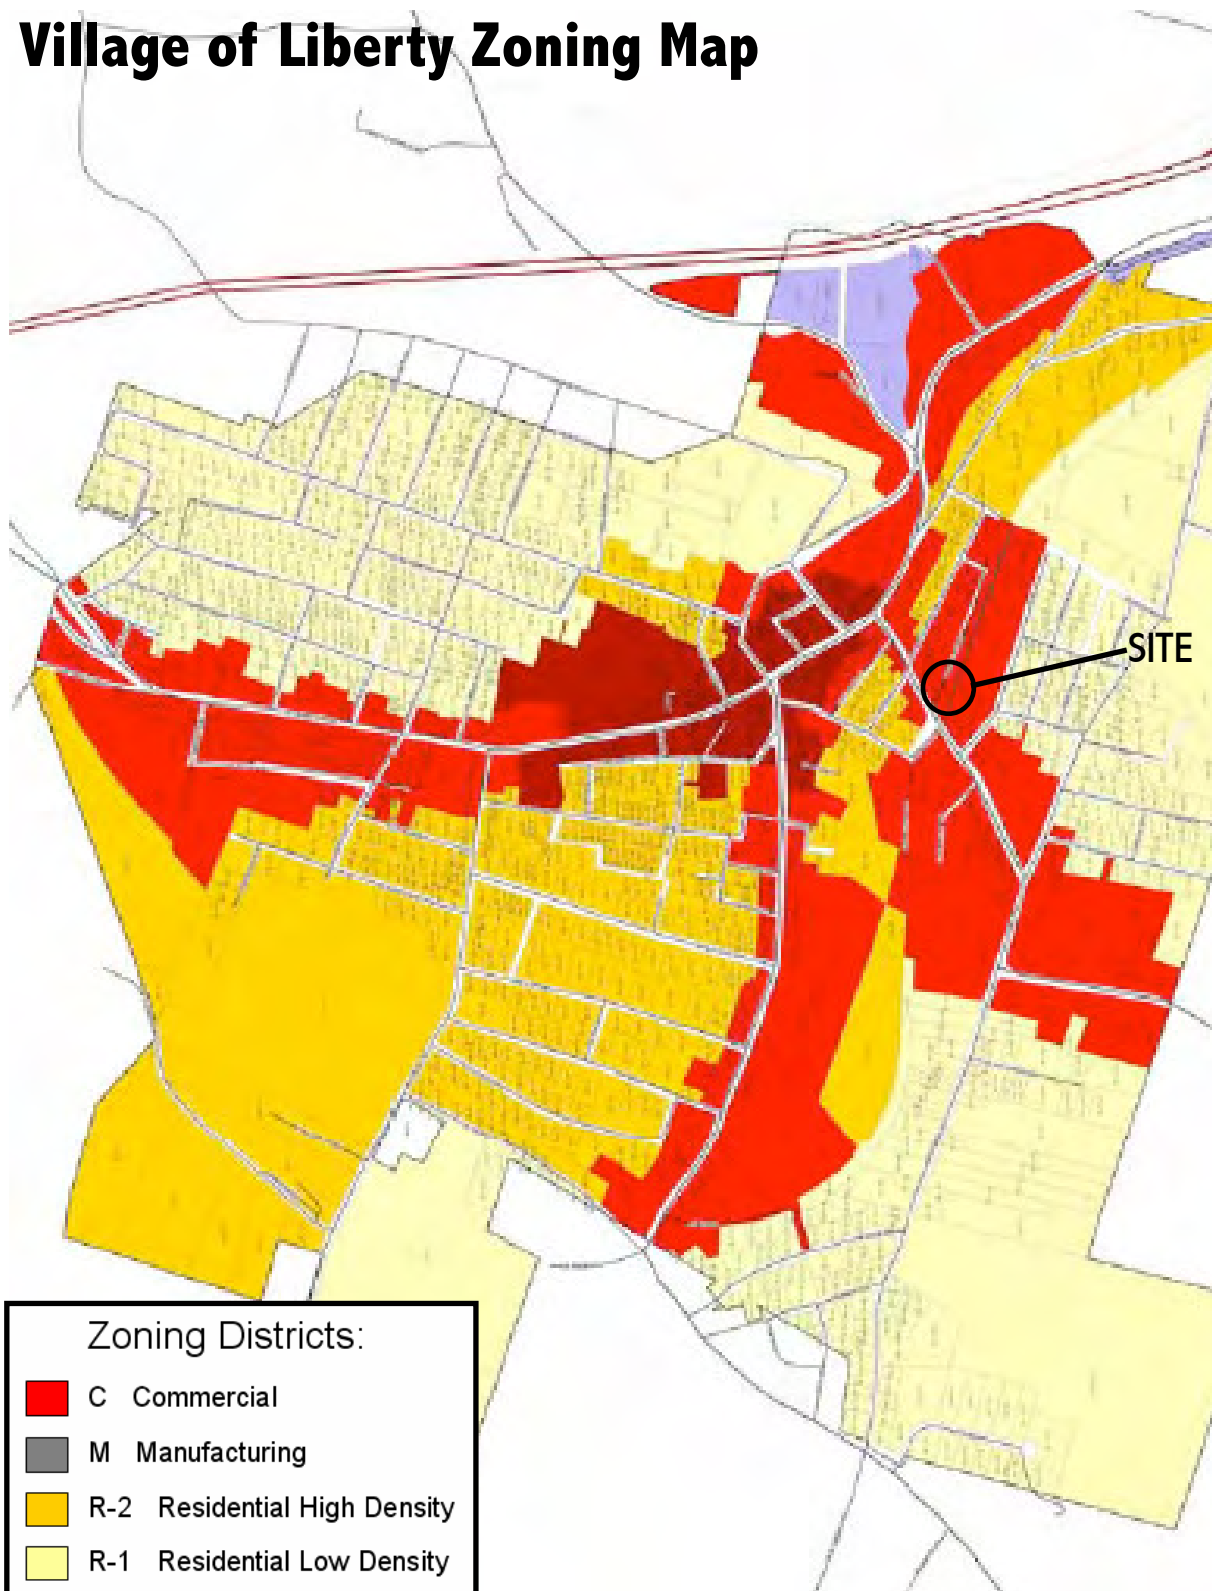 Village of Liberty Zoning Map
SITE
Zoning Districts:
C Commercial
M Manufacturing
R-2 Residential High Density
R-1 Residential Low Density